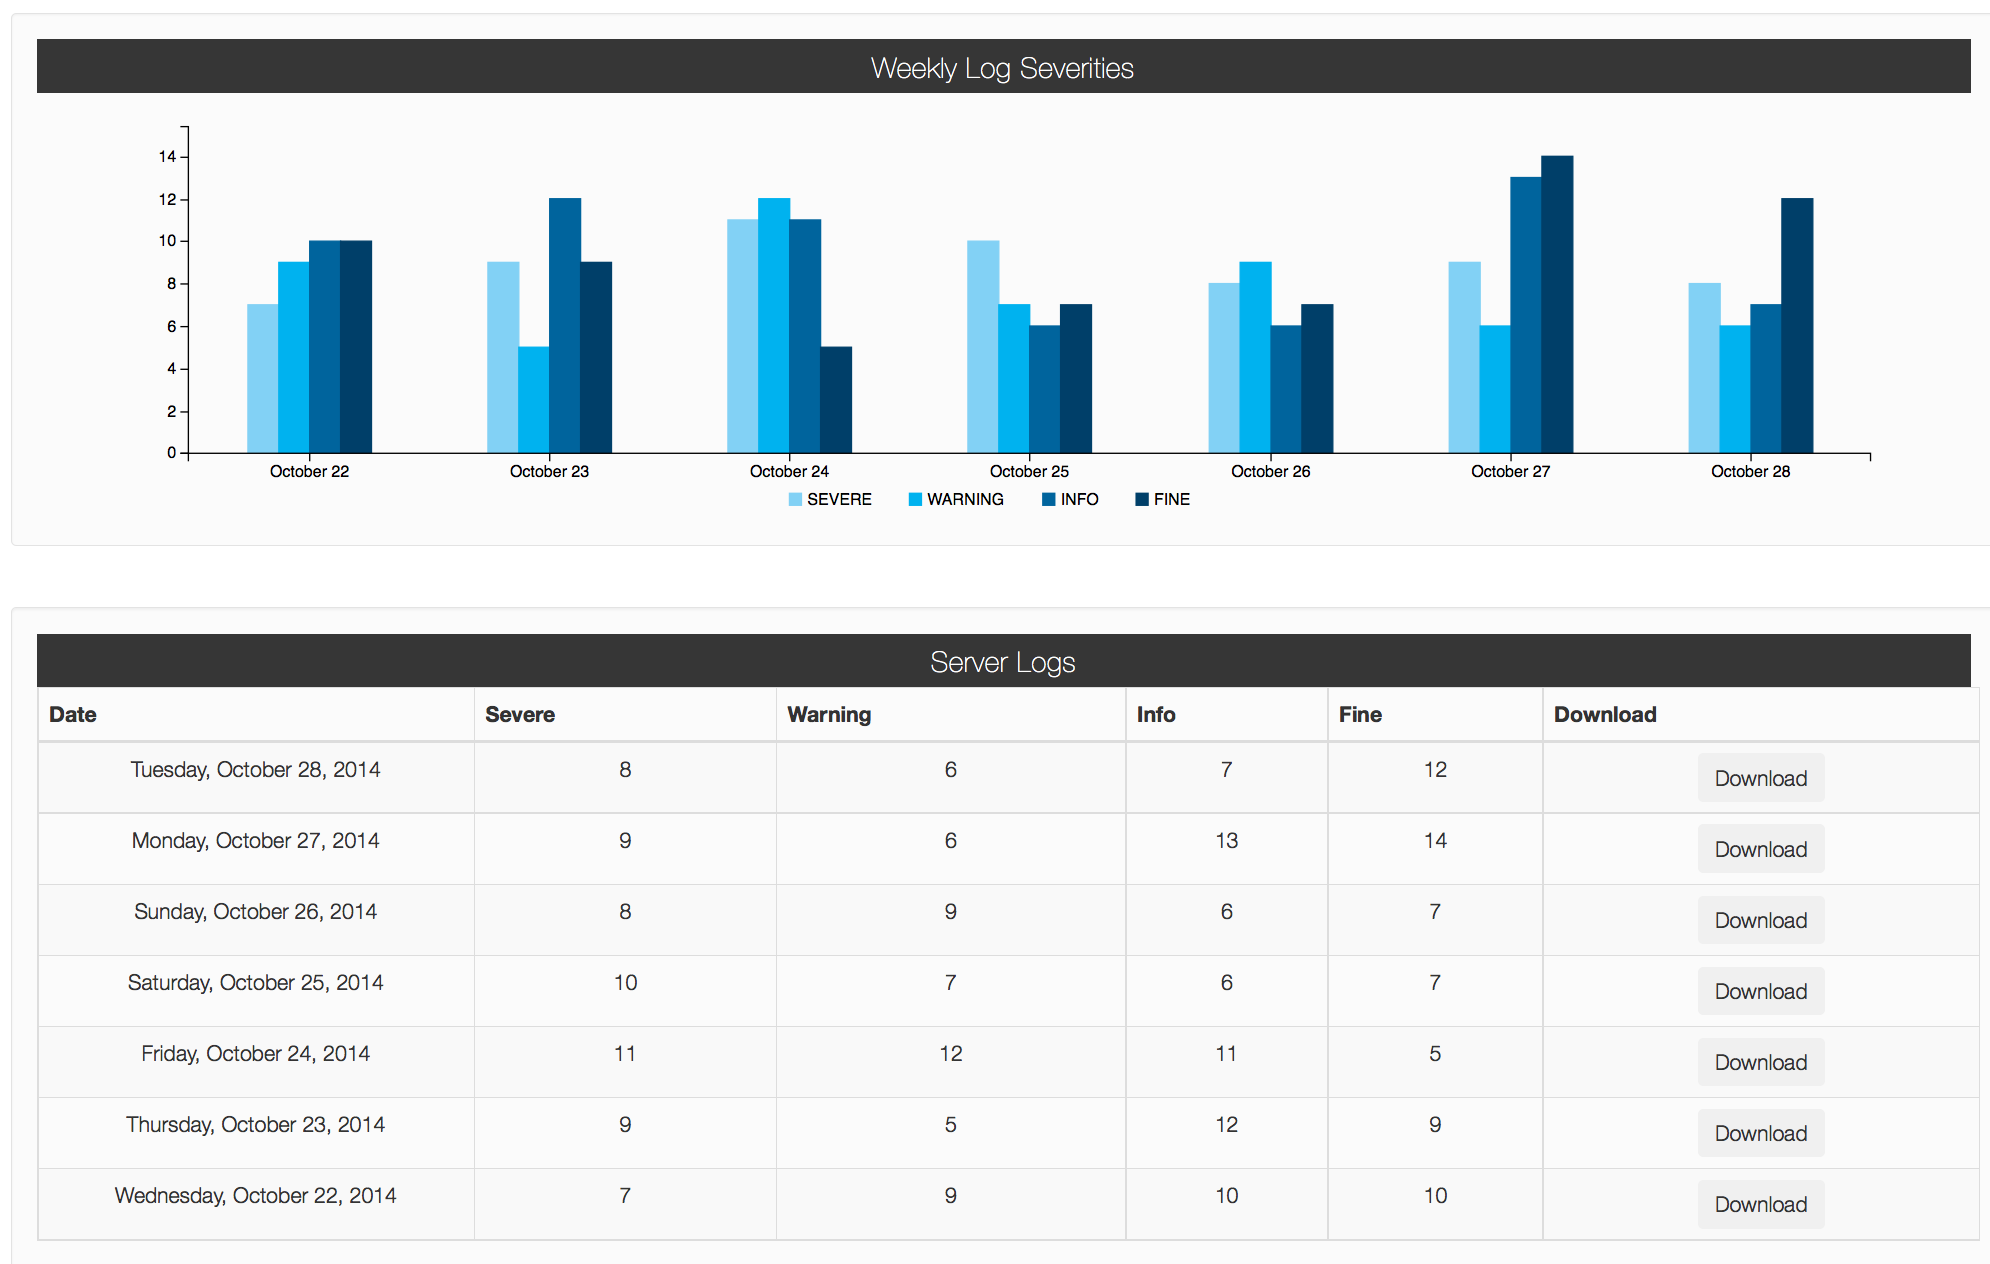 Weekly Log Severities
14
12
10
8
6
4
2
0
October 22 October 23 October 24 October 25 October 26 October 27 October 28
SEVERE WARNING INFO FINE
Server Logs
Date Severe Warning Info Fine Download
Tuesday, October 28, 2014 8 6 7 12 Download
Monday, October 27, 2014 9 6 13 14 Download
Sunday, October 26, 2014 8 9 6 7 Download
Saturday, October 25, 2014 10 7 6 7 Download
Friday, October 24, 2014 11 12 11 5 Download
Thursday, October 23, 2014 9 5 12 9 Download
Wednesday, October 22, 2014 7 9 10 10 Download